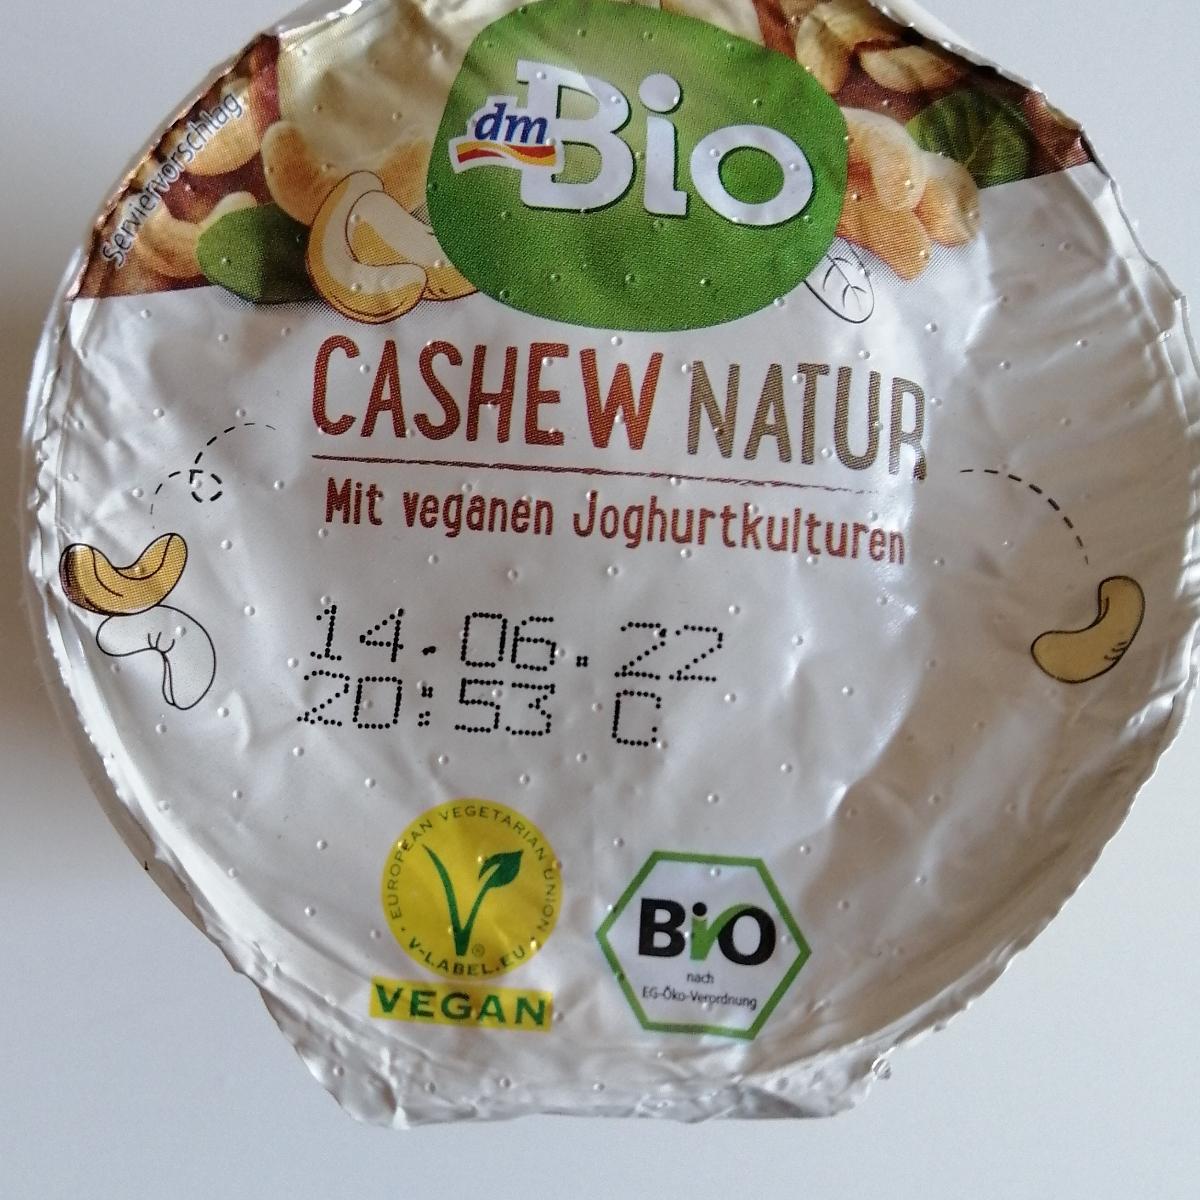 Serviervorschlag
dm
Bio
CASHEW NATUR
Mit veganen Joghurtkulturen
14.06.22
20:53 C
EUROPEAN VEGETARIAN UNION
V-LABEL.EU
®
VEGAN
BiO
nach
EG-Öko-Verordnung